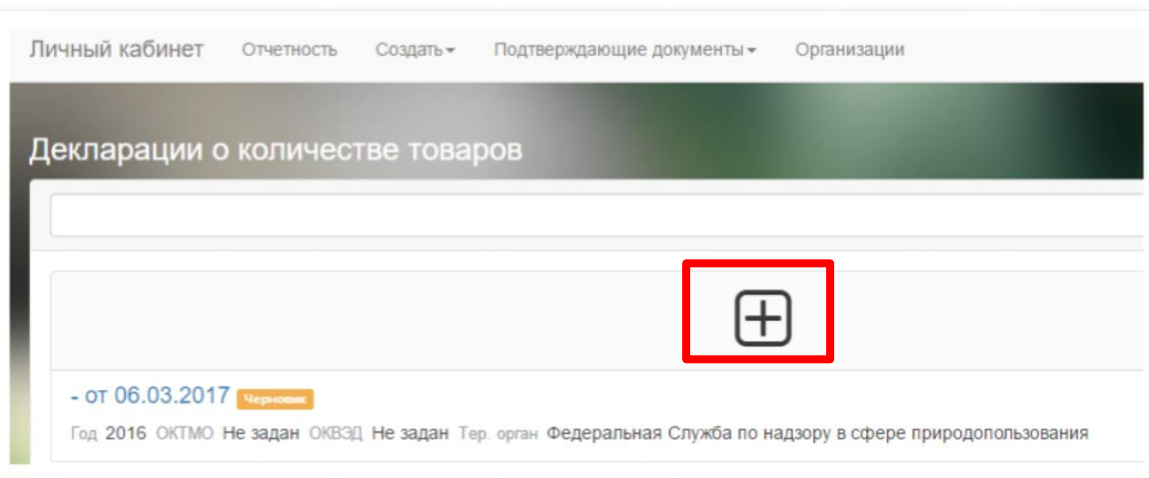 Личный кабинет Отчетность Создать Подтверждающие документы Организации
Декларации о количестве товаров
- от 06.03.2017 Черновик
Год 2016 ОКТМО Не задан ОКВЭД Не задан Тер. орган Федеральная Служба по надзору в сфере природопользования